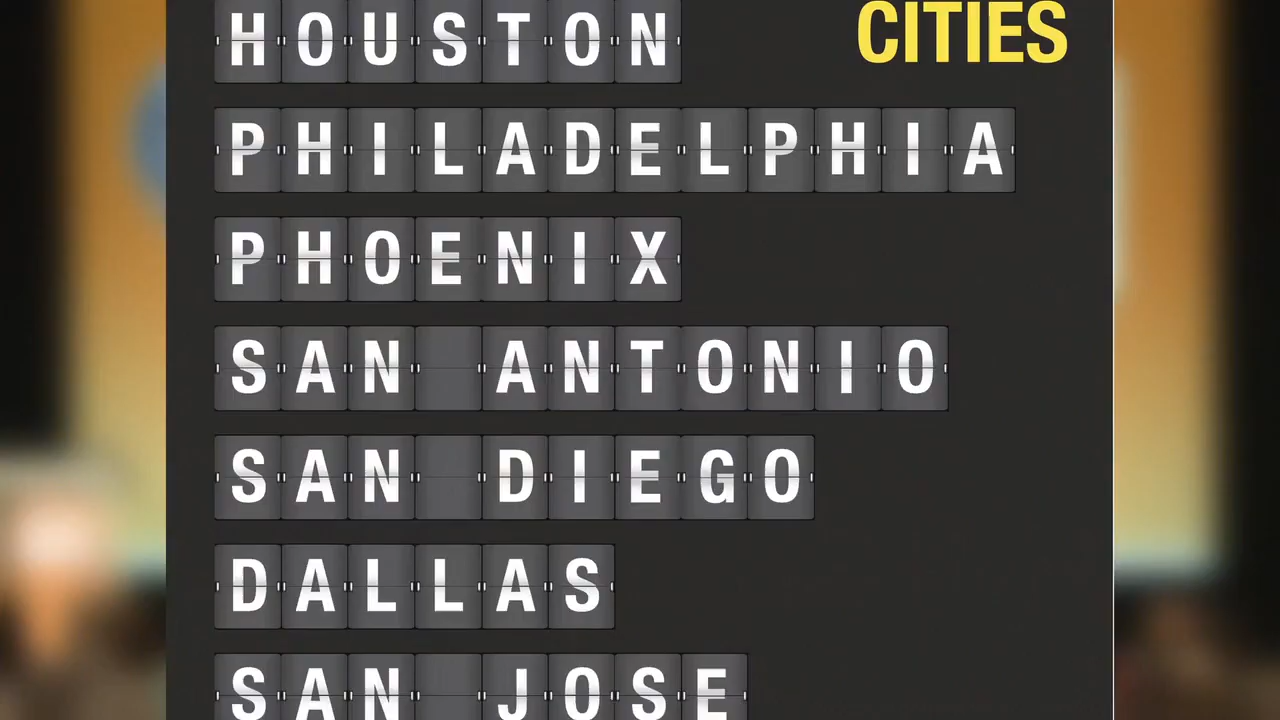 HOUSTON
CITIES
PHILADELPHIA
PHOENIX
SAN ANTONIO
SAN DIEGO
DALLAS
SAN JOSE